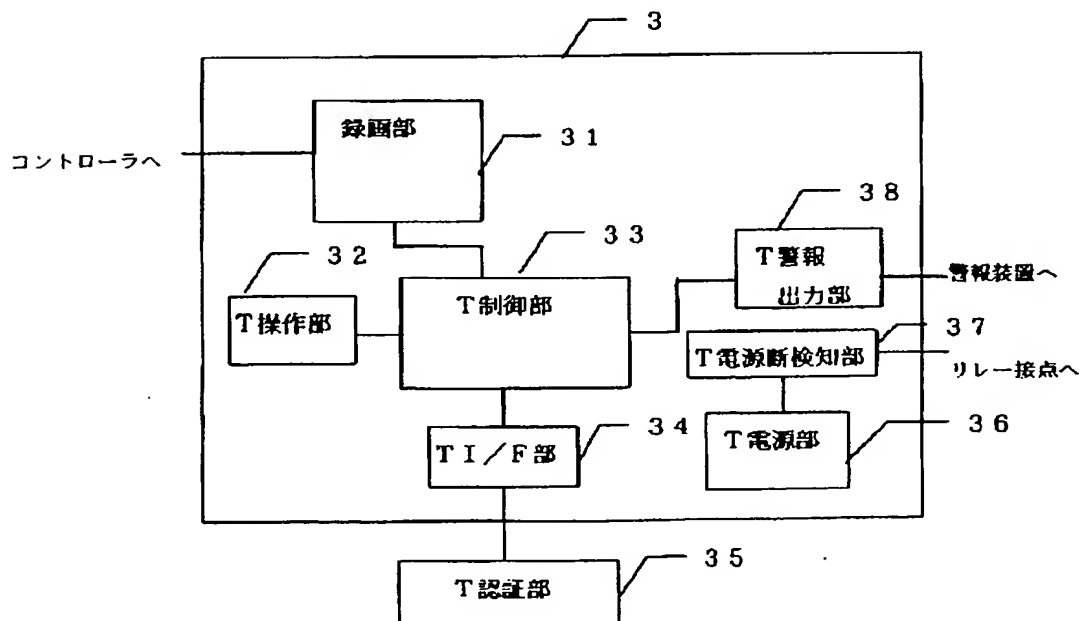 3
録画部
31
コントローラへ
38
33
32
T警報
出力部
警報装置へ
T制御部
T操作部
37
T電源断検知部
リレー接点へ
34
36
TI/F部
T電源部
35
T認証部